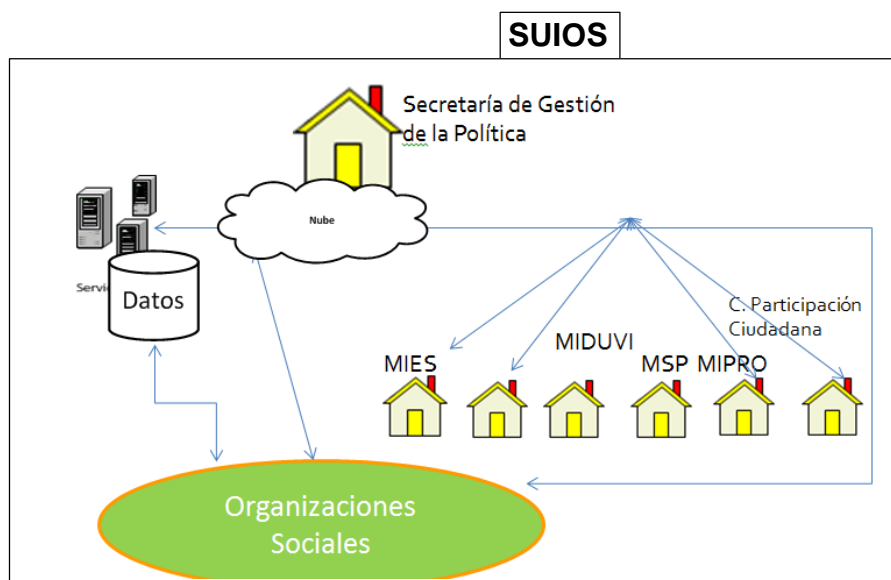 SUIOS
Secretaría de Gestión
de la Política
Nube
Datos
C. Participación
Ciudadana
MIDUVI
MIES
MSP MIPRO
Organizaciones
Sociales